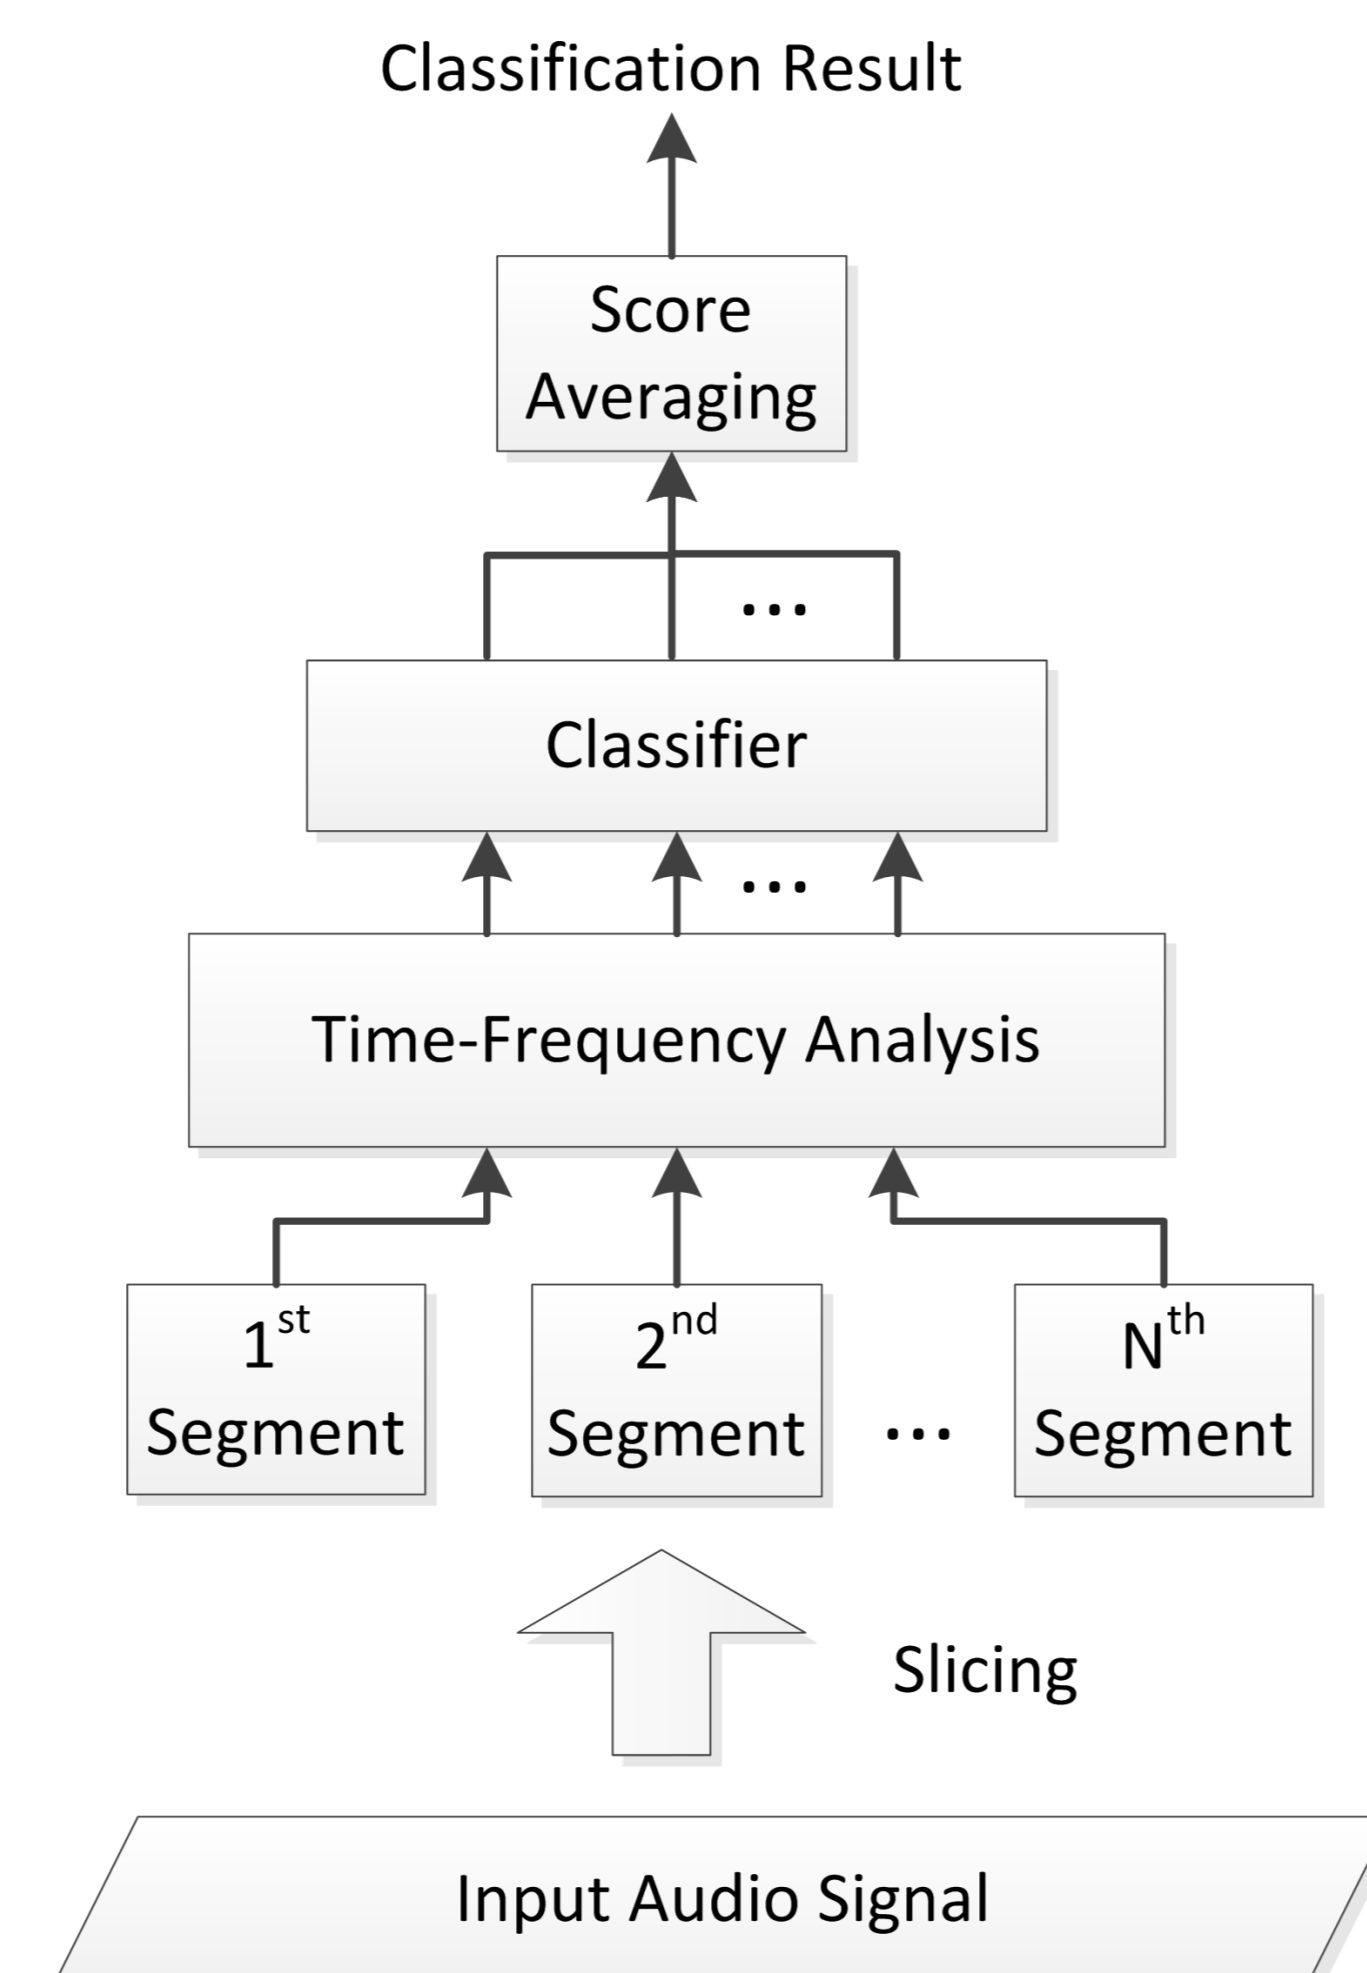 Classification Result
Score
Averaging
...
Classifier
...
Time-Frequency Analysis
1st
Segment
2nd
Segment
...
Nth
Segment
Slicing
Input Audio Signal